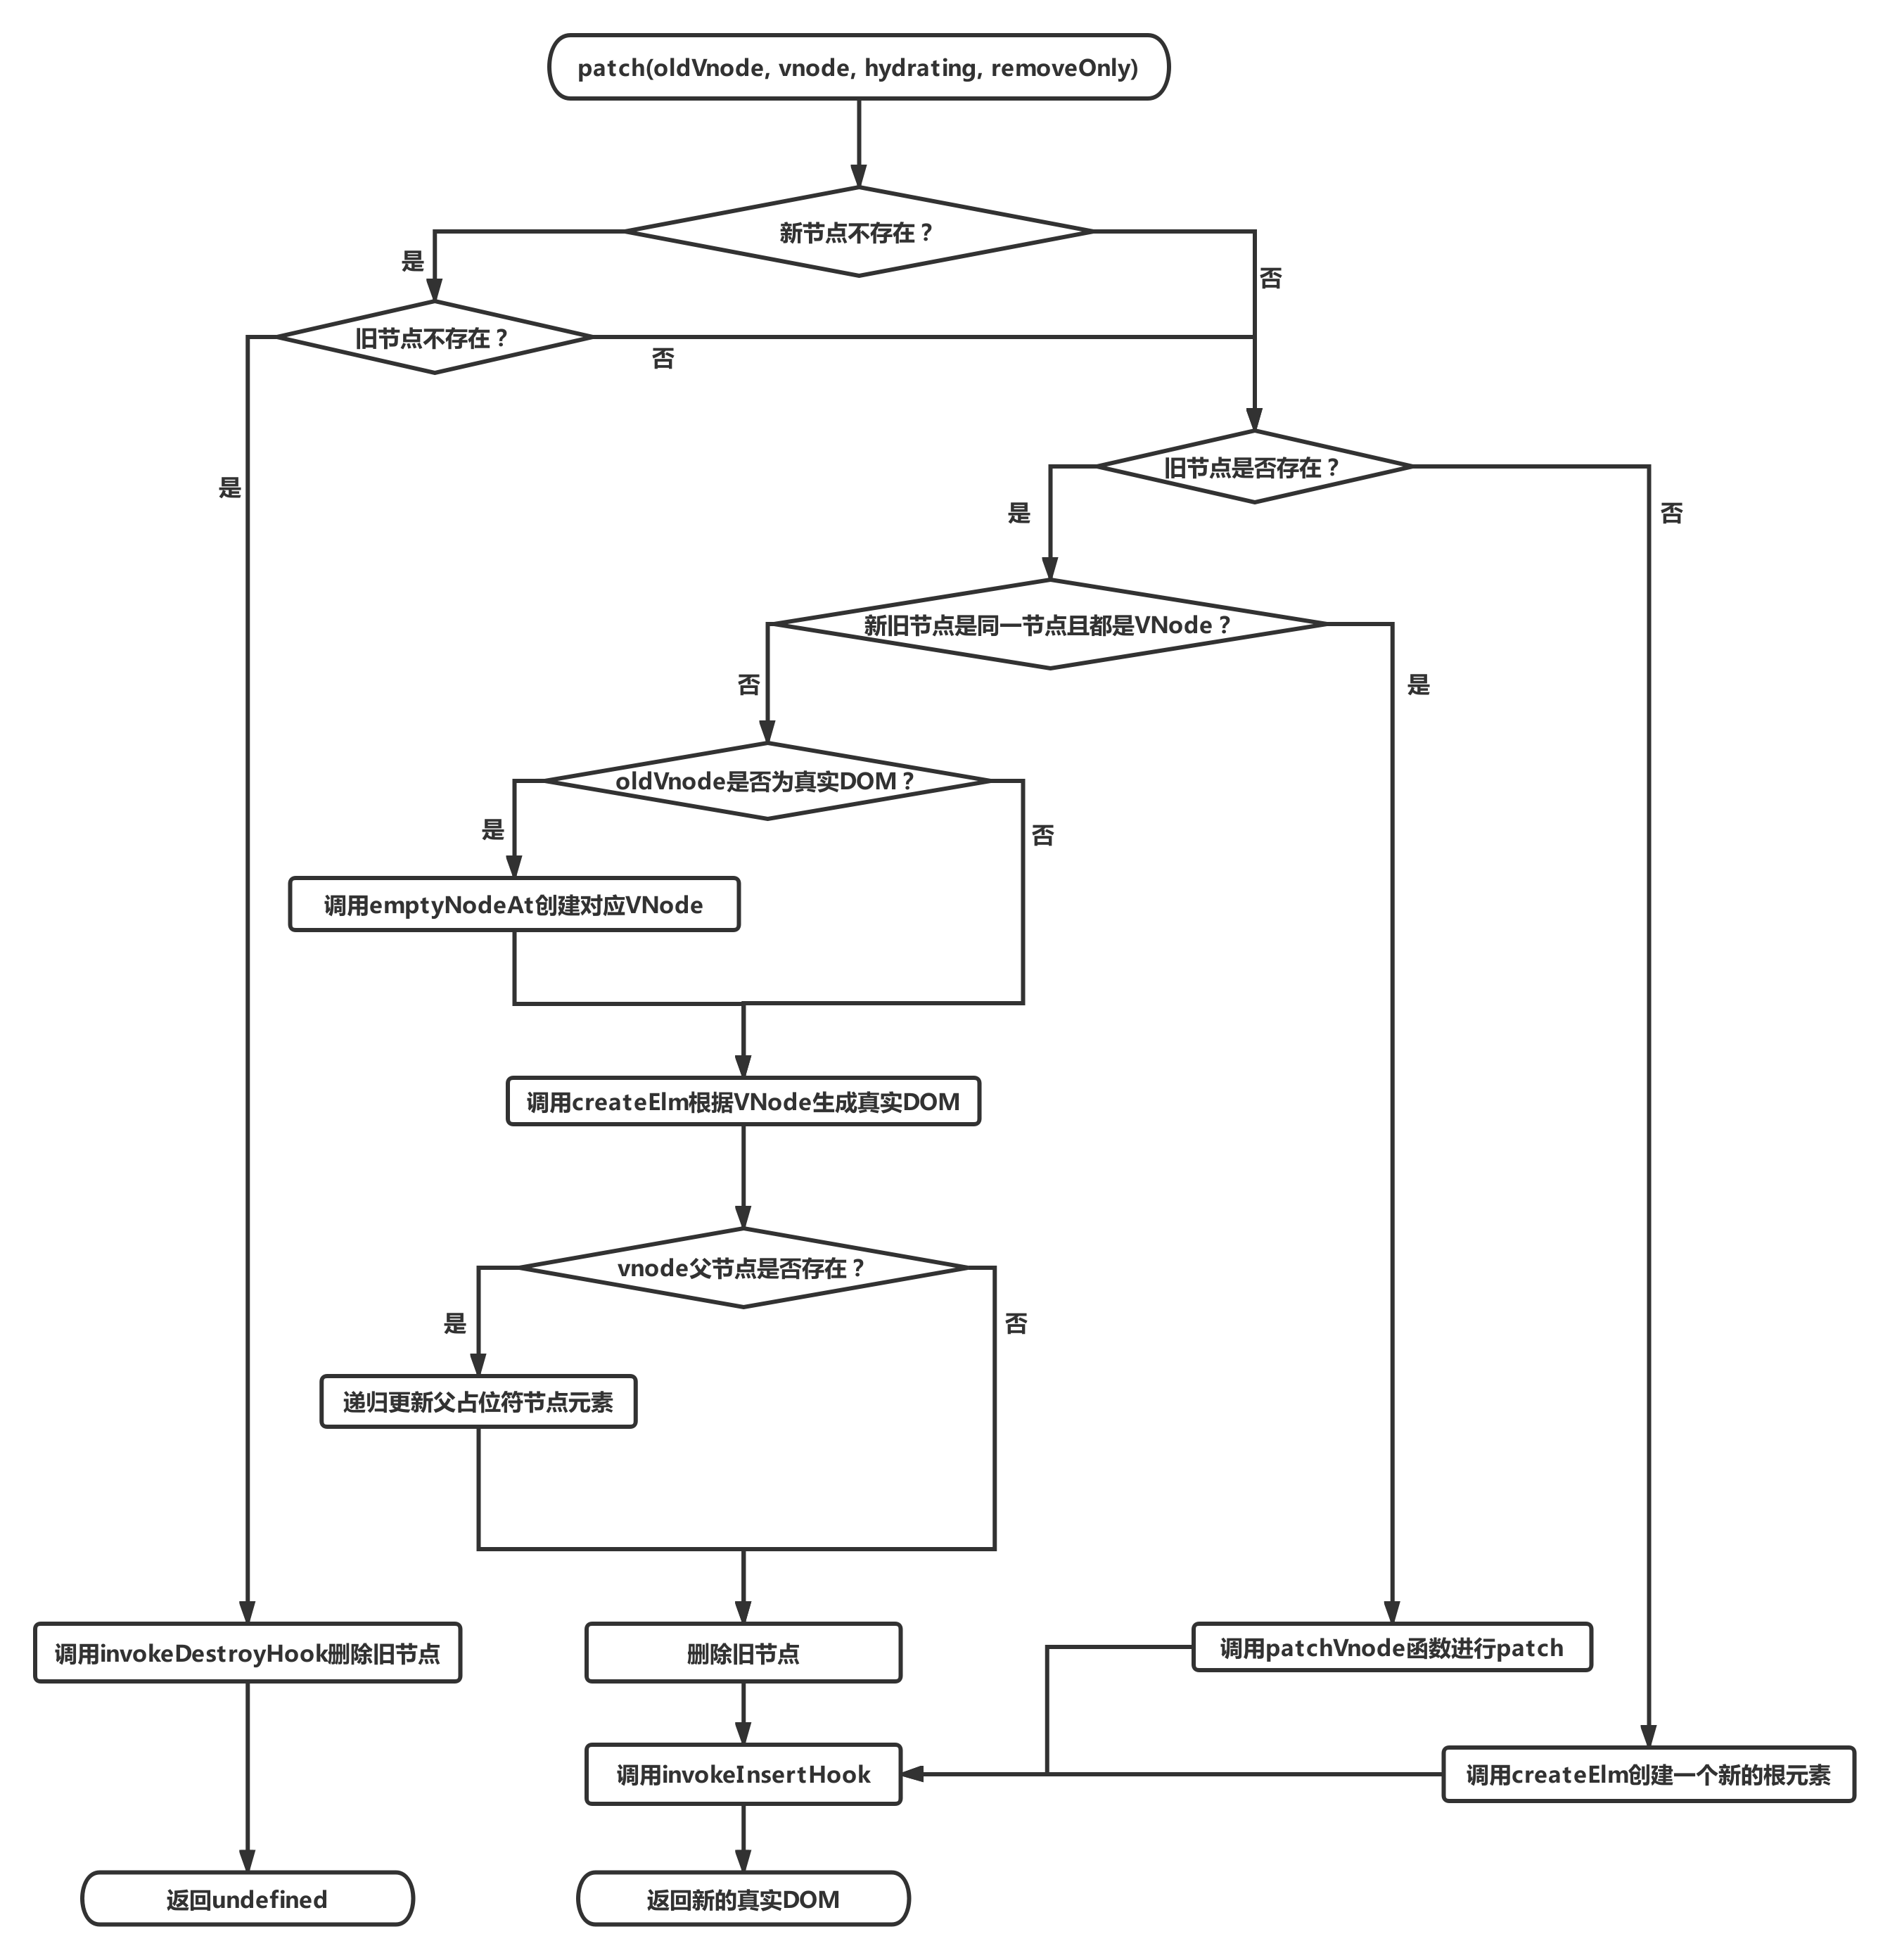 patch(oldVnode, vnode, hydrating, removeOnly)
新节点不存在？
是
否
旧节点不存在？
否
旧节点是否存在？
是
是
否
新旧节点是同一节点且都是VNode？
否
是
oldVnode是否为真实DOM？
是
否
调用emptyNodeAt创建对应VNode
调用createElm根据VNode生成真实DOM
vnode父节点是否存在？
是
否
递归更新父占位符节点元素
调用invokeDestroyHook删除旧节点
删除旧节点
调用patchVnode函数进行patch
调用invokeInsertHook
调用createElm创建一个新的根元素
返回undefined
返回新的真实DOM